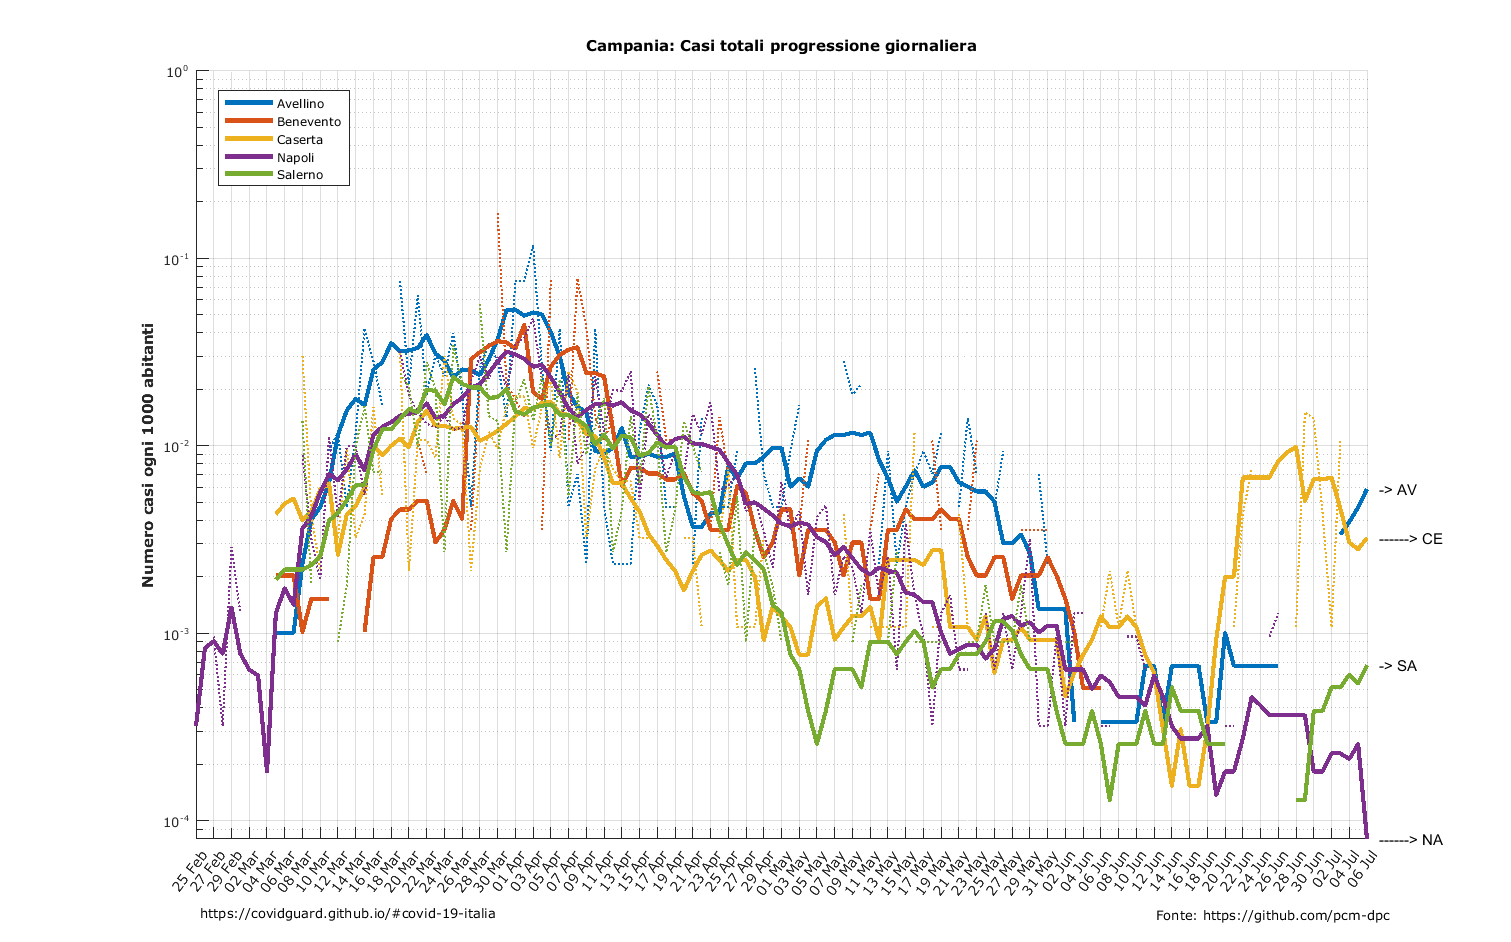 Campania: Casi totali progressione giornaliera
10^0
10^-1
10^-2
10^-3
10^-4
Numero casi ogni 1000 abitanti
Avellino
Benevento
Caserta
Napoli
Salerno
-> AV
------> CE
-> SA
------> NA
25 Feb
27 Feb
29 Feb
02 Mar
04 Mar
06 Mar
08 Mar
10 Mar
12 Mar
14 Mar
16 Mar
18 Mar
20 Mar
22 Mar
24 Mar
26 Mar
28 Mar
30 Mar
01 Apr
03 Apr
05 Apr
07 Apr
09 Apr
11 Apr
13 Apr
15 Apr
17 Apr
19 Apr
21 Apr
23 Apr
25 Apr
27 Apr
29 Apr
01 May
03 May
05 May
07 May
09 May
11 May
13 May
15 May
17 May
19 May
21 May
23 May
25 May
27 May
29 May
31 May
02 Jun
04 Jun
06 Jun
08 Jun
10 Jun
12 Jun
14 Jun
16 Jun
18 Jun
20 Jun
22 Jun
24 Jun
26 Jun
28 Jun
30 Jun
02 Jul
04 Jul
06 Jul
https://covidguard.github.io/#covid-19-italia
Fonte: https://github.com/pcm-dpc